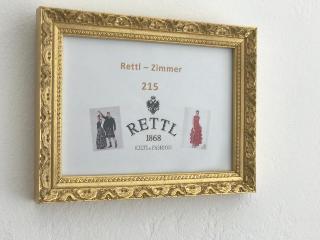 Rettl – Zimmer
215
RETTL
1868
KILTS & FASHION